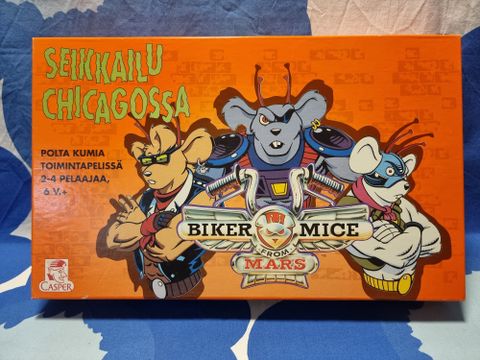 SEIKKAILU
CHICAGOSSA
POLTA KUMIA
TOIMINTAPELISSÄ
2-4 PELAAJAA,
6 V.+
BIKER MICE
FROM
MARS
CASPER